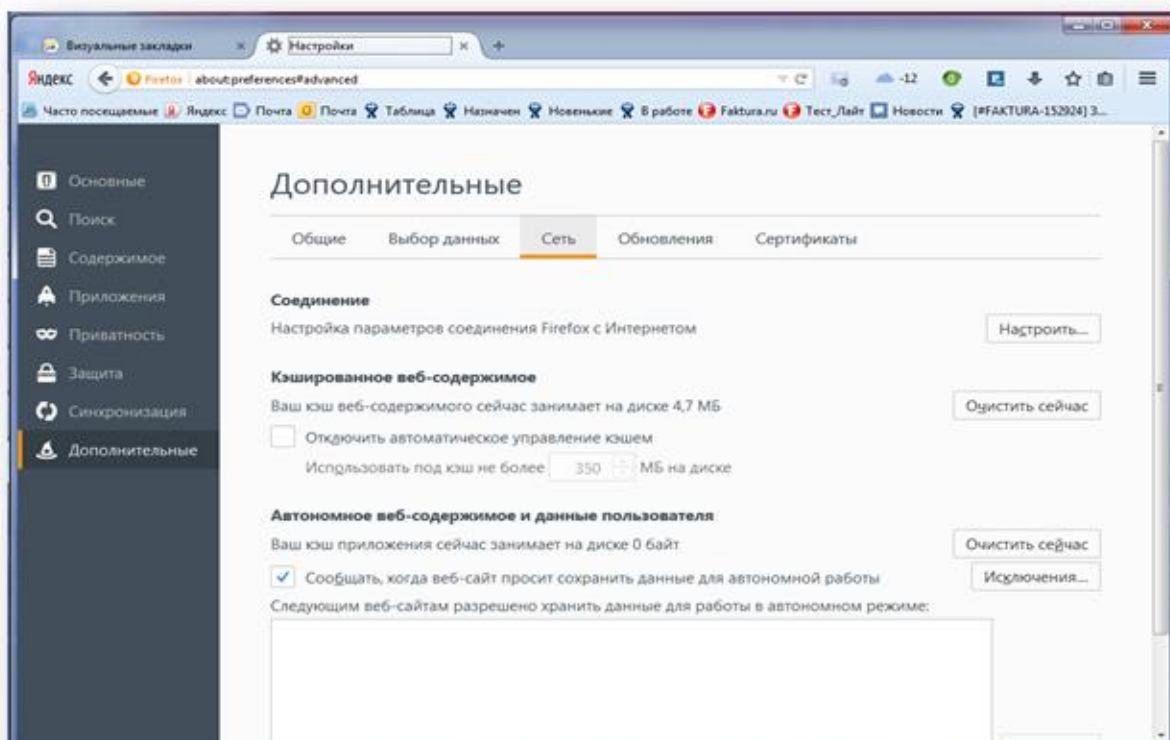 Визуальные закладки
Настройки
Яндекс Firefox about:preferences#advanced -12
Часто посещаемые Яндекс Почта Почта Таблица Назначен Новенькие В работе Faktura.ru Тест_Лайт Новости [#FAKTURA-152924] З...
Основные
Поиск
Содержимое
Приложения
Приватность
Защита
Синхронизация
Дополнительные
Дополнительные
Общие Выбор данных Сеть Обновления Сертификаты
Соединение
Настройка параметров соединения Firefox с Интернетом Настроить...
Кэшированное веб-содержимое
Ваш кэш веб-содержимого сейчас занимает на диске 4,7 МБ Очистить сейчас
Отключить автоматическое управление кэшем
Использовать под кэш не более 350 МБ на диске
Автономное веб-содержимое и данные пользователя
Ваш кэш приложения сейчас занимает на диске 0 байт Очистить сейчас
Сообщать, когда веб-сайт просит сохранить данные для автономной работы Исключения...
Следующим веб-сайтам разрешено хранить данные для работы в автономном режиме: